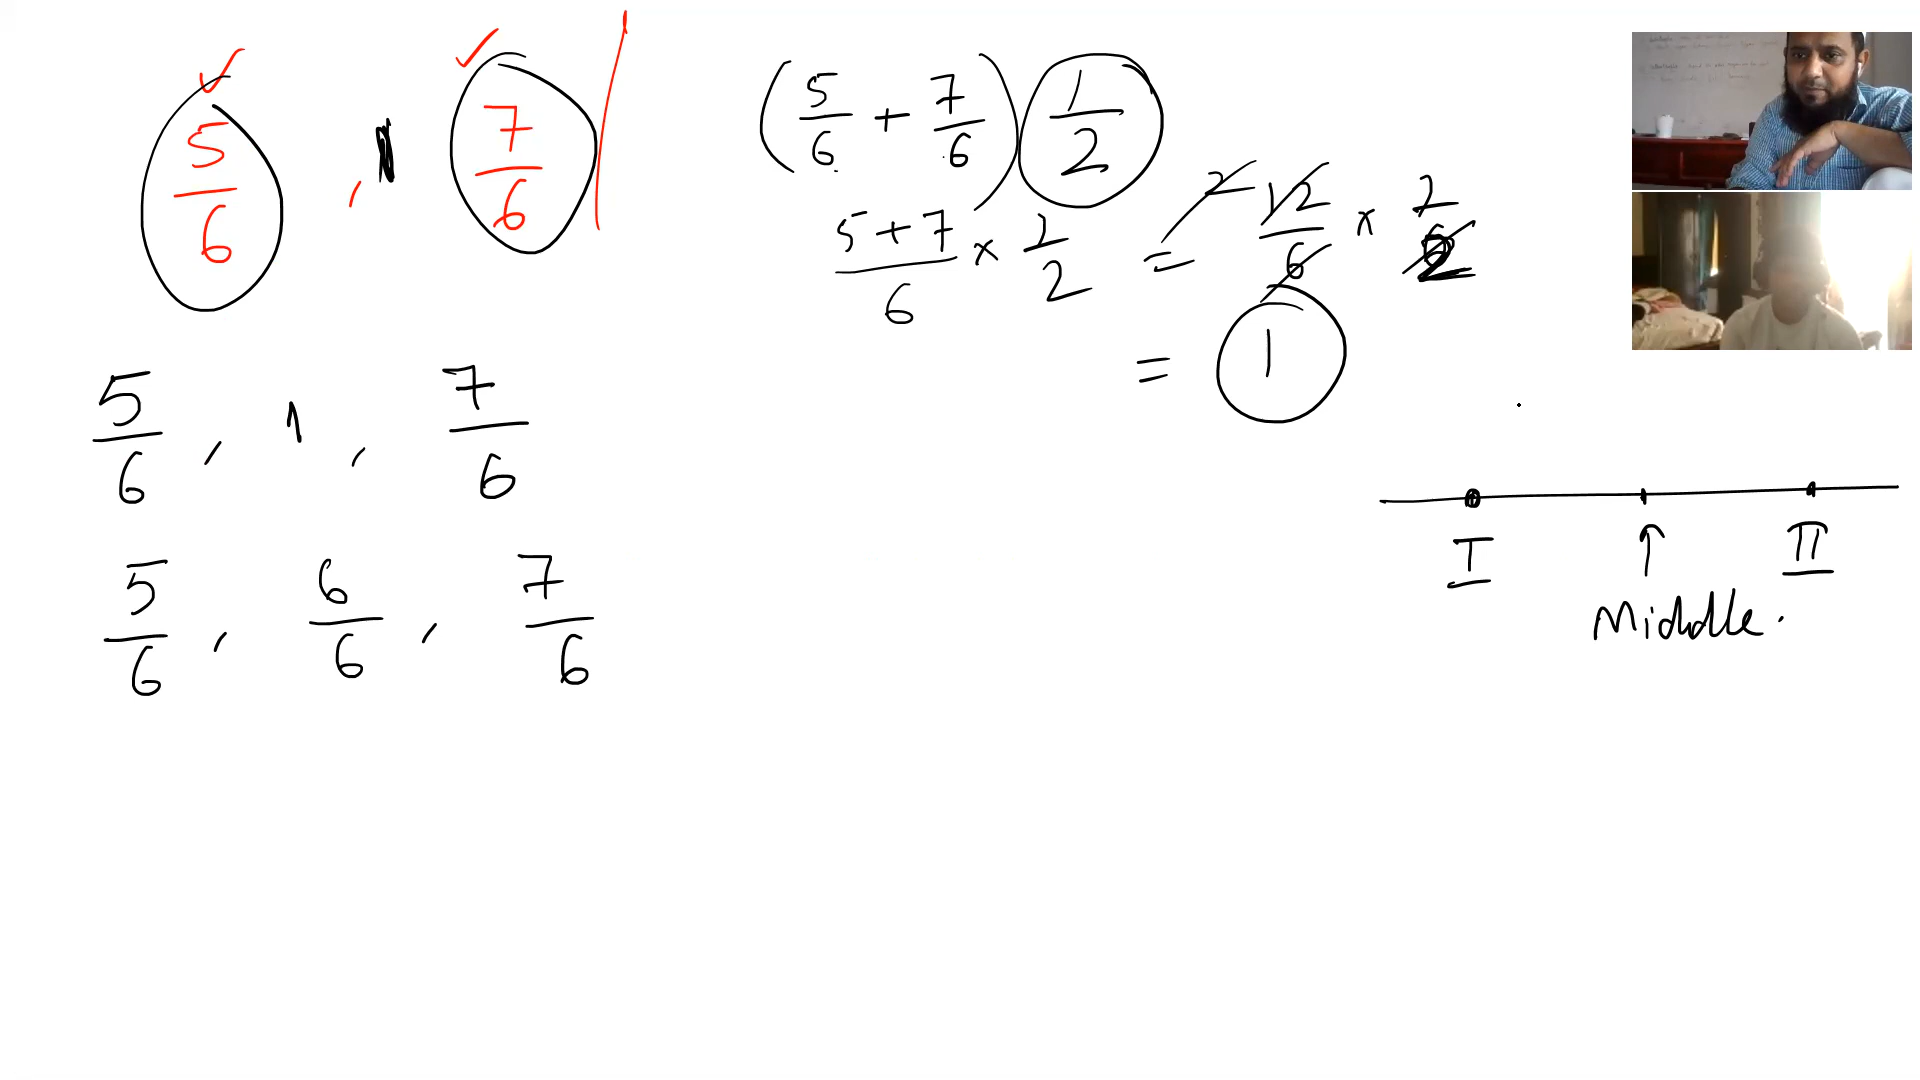 5/6 , 1 7/6
(5/6 + 7/6) 1/2
(5+7)/6 × 1/2 = 2 12/6 × 1/2
= 1
5/6 , 1 , 7/6
5/6 , 6/6 , 7/6
I ↑ II
Middle.